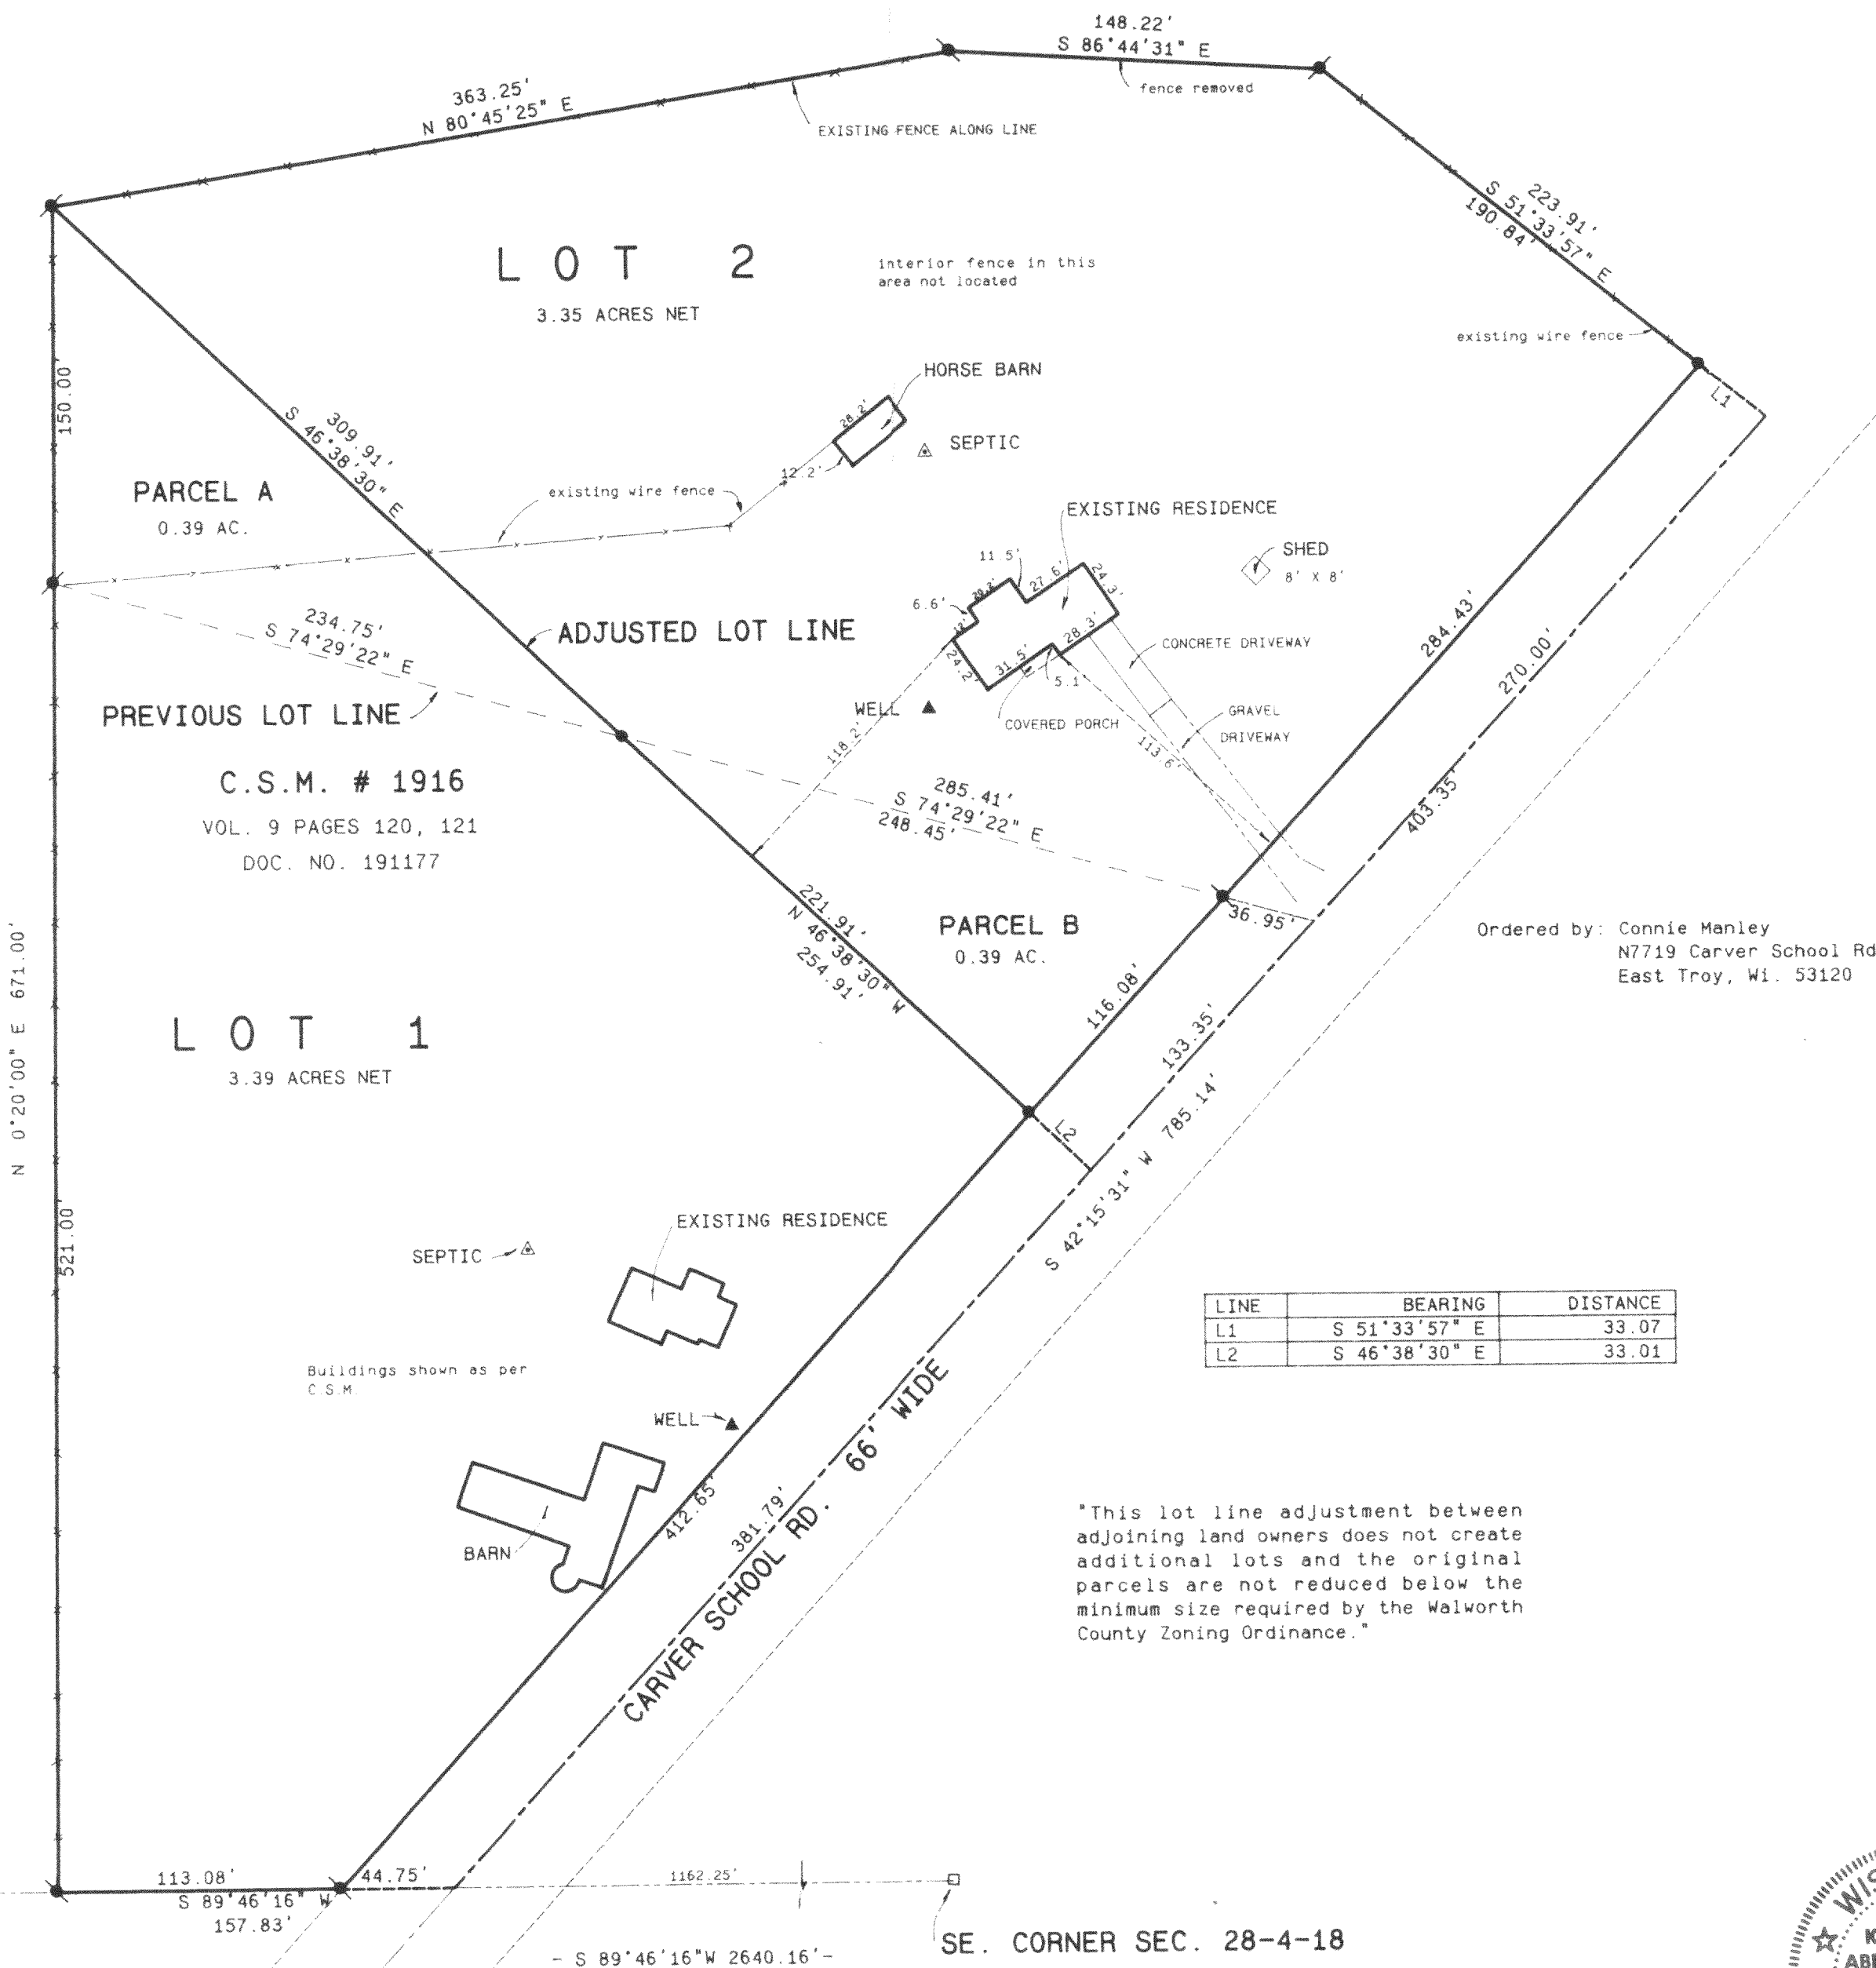 148.22'
S 86°44'31" E
fence removed
363.25'
N 80°45'25" E
EXISTING FENCE ALONG LINE
223.91'
S 51°33'57" E
190.84'
LOT 2
3.35 ACRES NET
interior fence in this
area not located
existing wire fence
L1
HORSE BARN
28.2'
12.2'
SEPTIC
150.00'
309.91'
S 46°38'30" E
PARCEL A
0.39 AC.
existing wire fence
EXISTING RESIDENCE
SHED
8' X 8'
11.5'
27.6'
24.3'
20.2'
6.6'
12'
24.2'
31.5'
28.3'
5.1'
CONCRETE DRIVEWAY
284.43'
270.00'
234.75'
S 74°29'22" E
ADJUSTED LOT LINE
PREVIOUS LOT LINE
WELL
COVERED PORCH
GRAVEL
DRIVEWAY
118.2'
113.6'
C.S.M. # 1916
VOL. 9 PAGES 120, 121
DOC. NO. 191177
285.41'
S 74°29'22" E
248.45'
403.35'
221.91'
N 46°38'30" W
254.91'
PARCEL B
0.39 AC.
36.95'
Ordered by: Connie Manley
N7719 Carver School Rd
East Troy, Wi. 53120
116.08'
133.35'
N 0°20'00" E 671.00'
LOT 1
3.39 ACRES NET
L2
S 42°15'31" W 785.14'
521.00'
EXISTING RESIDENCE
SEPTIC
LINE BEARING DISTANCE
L1 S 51°33'57" E 33.07
L2 S 46°38'30" E 33.01
Buildings shown as per
C.S.M.
WELL
412.65'
381.79'
CARVER SCHOOL RD. 66' WIDE
BARN
"This lot line adjustment between
adjoining land owners does not create
additional lots and the original
parcels are not reduced below the
minimum size required by the Walworth
County Zoning Ordinance."
113.08'
44.75'
1162.25'
S 89°46'16" W
157.83'
- S 89°46'16"W 2640.16'-
SE. CORNER SEC. 28-4-18